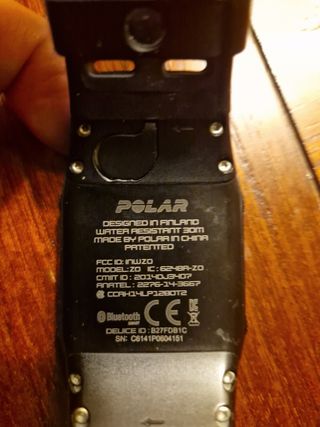 POLAR
DESIGNED IN FINLAND
WATER RESISTANT 30M
MADE BY POLAR IN CHINA
PATENTED
FCC ID: INWZO
MODEL: ZO IC: 6248A-ZO
CMIIT ID: 2014DJ3407
ANATEL: 2276-14-3667
CCAH14LP1280T2
Bluetooth
SMART
DEVICE ID: B27FDB1C
SN: C6141P0604151